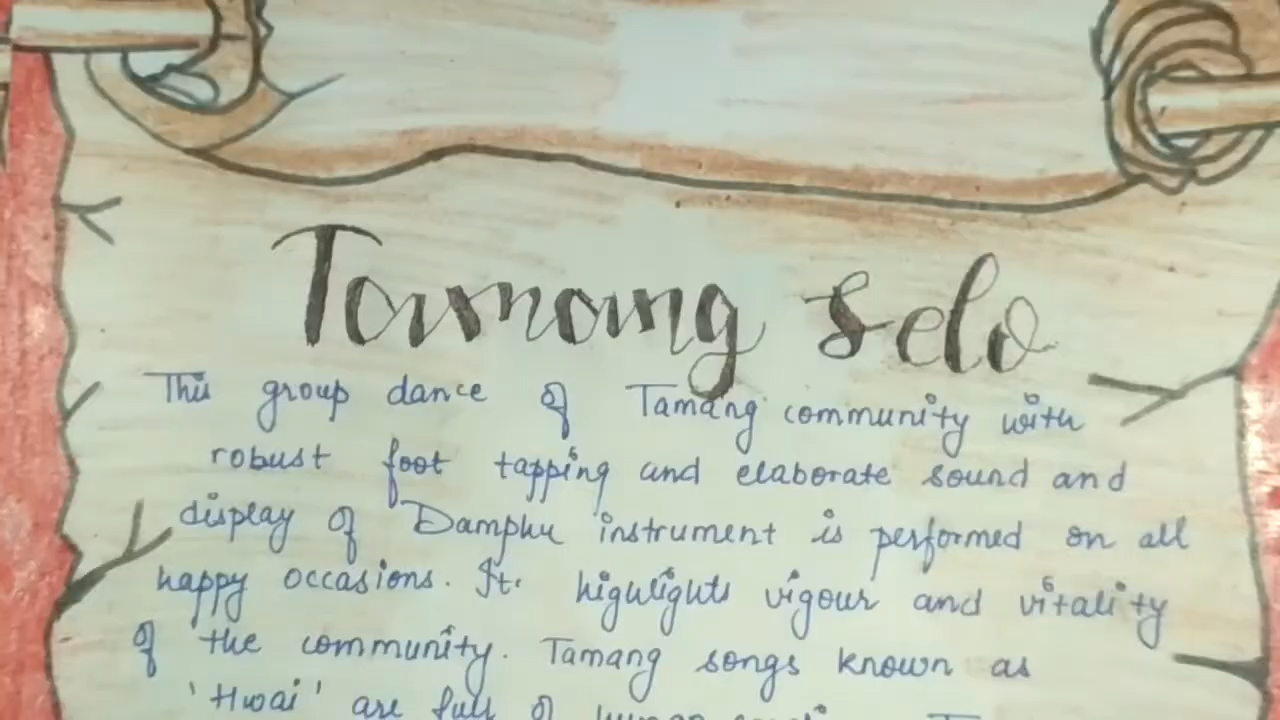 Tamang Selo
This group dance of Tamang community with
robust foot tapping and elaborate sound and
display of Damphu instrument is performed on all
happy occasions. It highlights vigour and vitality
of the community. Tamang songs known as
'Hwai' are full of human